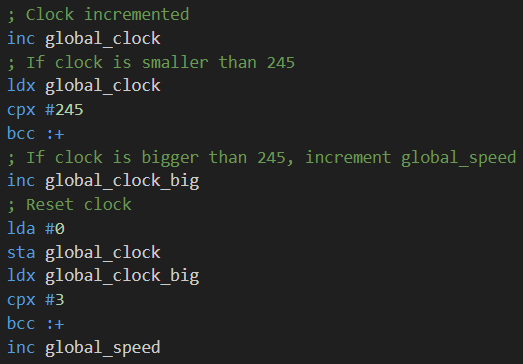 ; Clock incremented
inc global_clock
; If clock is smaller than 245
ldx global_clock
cpx #245
bcc :+
; If clock is bigger than 245, increment global_speed
inc global_clock_big
; Reset clock
lda #0
sta global_clock
ldx global_clock_big
cpx #3
bcc :+
inc global_speed